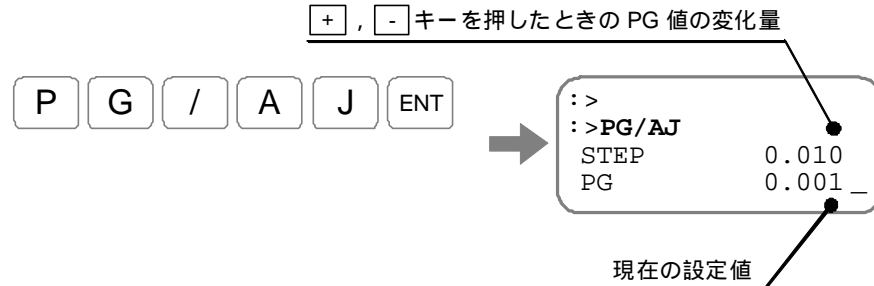 + , - キーを押したときの PG 値の変化量
P G / A J ENT
:>
:>PG/AJ
STEP 0.010
PG 0.001 _
現在の設定値